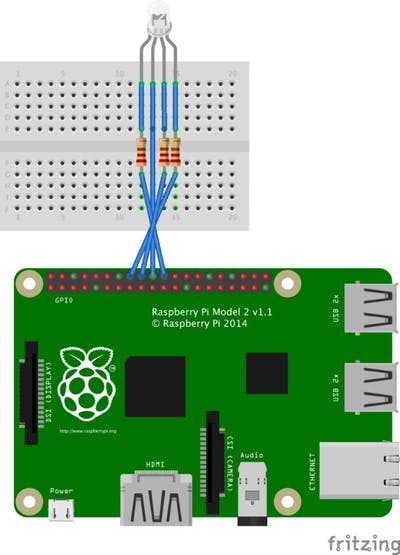 1 5 10 15 20
A
B
C
D
E
F
G
H
I
J
1 5 10 15 20
GPIO
Raspberry Pi Model 2 v1.1
© Raspberry Pi 2014
USB 2x
DSI (DISPLAY)
TM
http://www.raspberrypi.org
USB 2x
HDMI
CSI (CAMERA)
Audio
ETHERNET
Power
fritzing